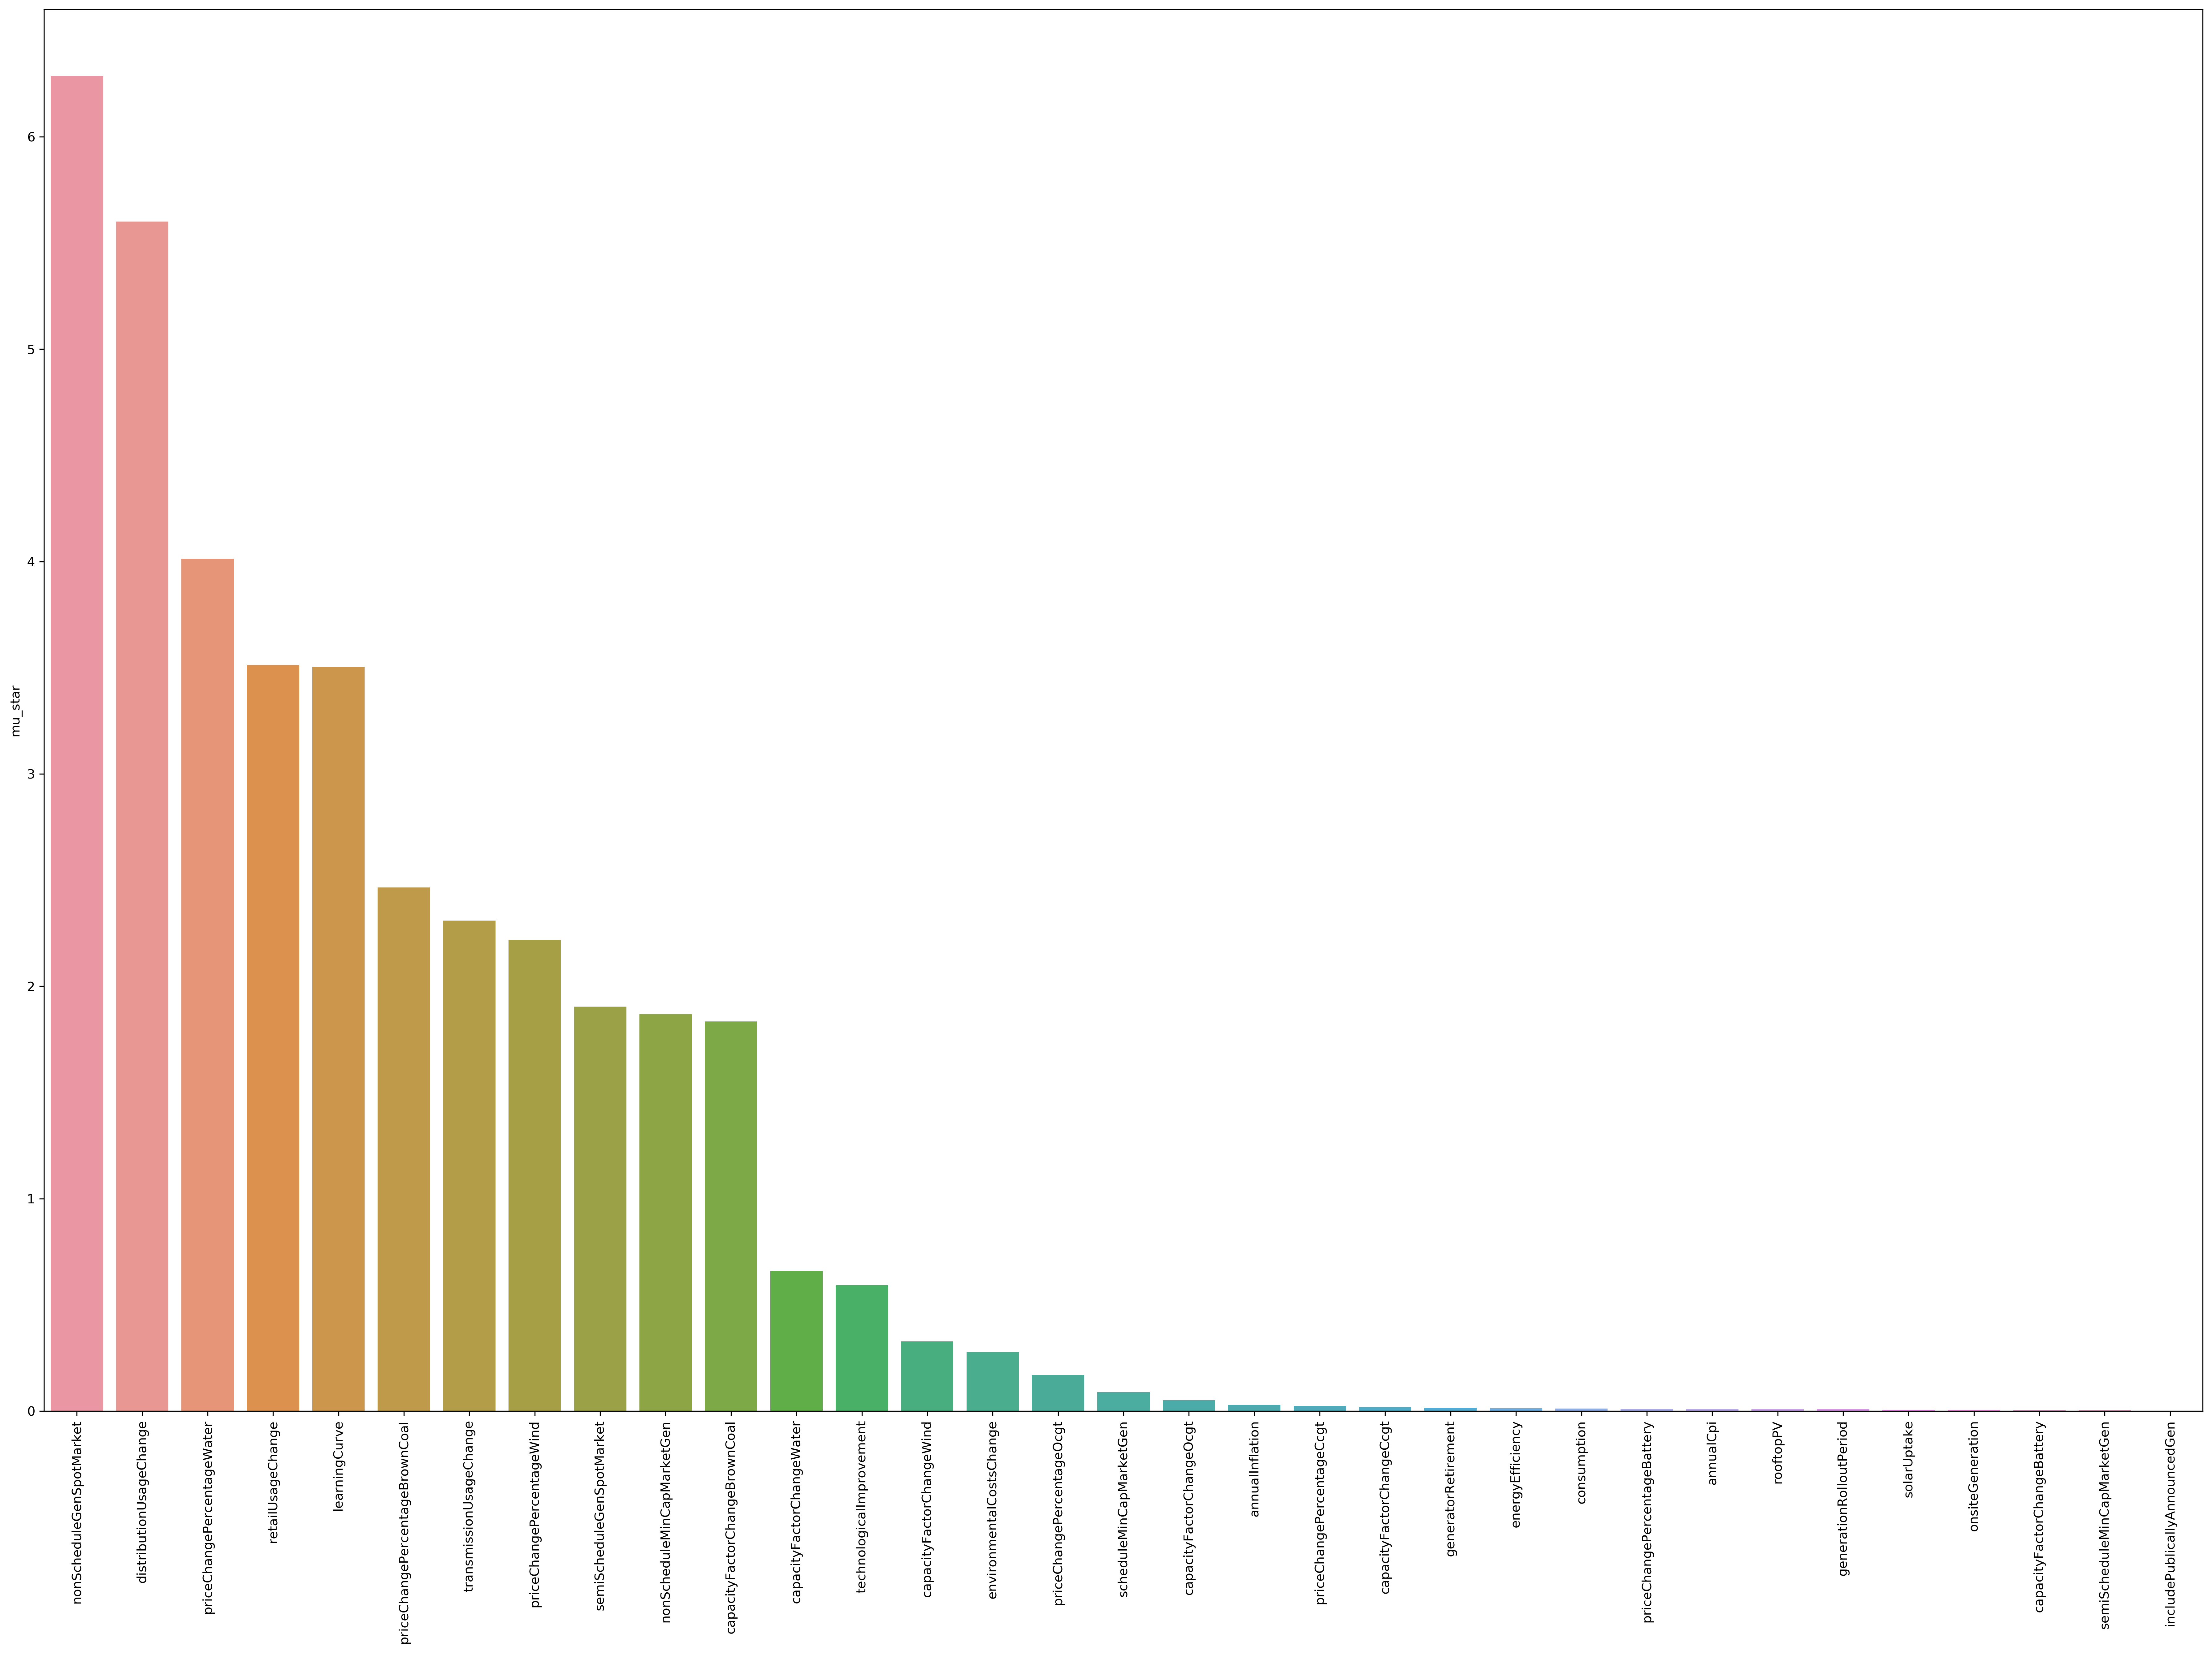 mu_star
6
5
4
3
2
1
0
nonScheduleGenSpotMarket
distributionUsageChange
priceChangePercentageWater
retailUsageChange
learningCurve
priceChangePercentageBrownCoal
transmissionUsageChange
priceChangePercentageWind
semiScheduleGenSpotMarket
nonScheduleMinCapMarketGen
capacityFactorChangeBrownCoal
capacityFactorChangeWater
technologicalImprovement
capacityFactorChangeWind
environmentalCostsChange
priceChangePercentageOcgt
scheduleMinCapMarketGen
capacityFactorChangeOcgt
annualInflation
priceChangePercentageCcgt
capacityFactorChangeCcgt
generatorRetirement
energyEfficiency
consumption
priceChangePercentageBattery
annualCpi
rooftopPV
generationRolloutPeriod
solarUptake
onsiteGeneration
capacityFactorChangeBattery
semiScheduleMinCapMarketGen
includePublicallyAnnouncedGen